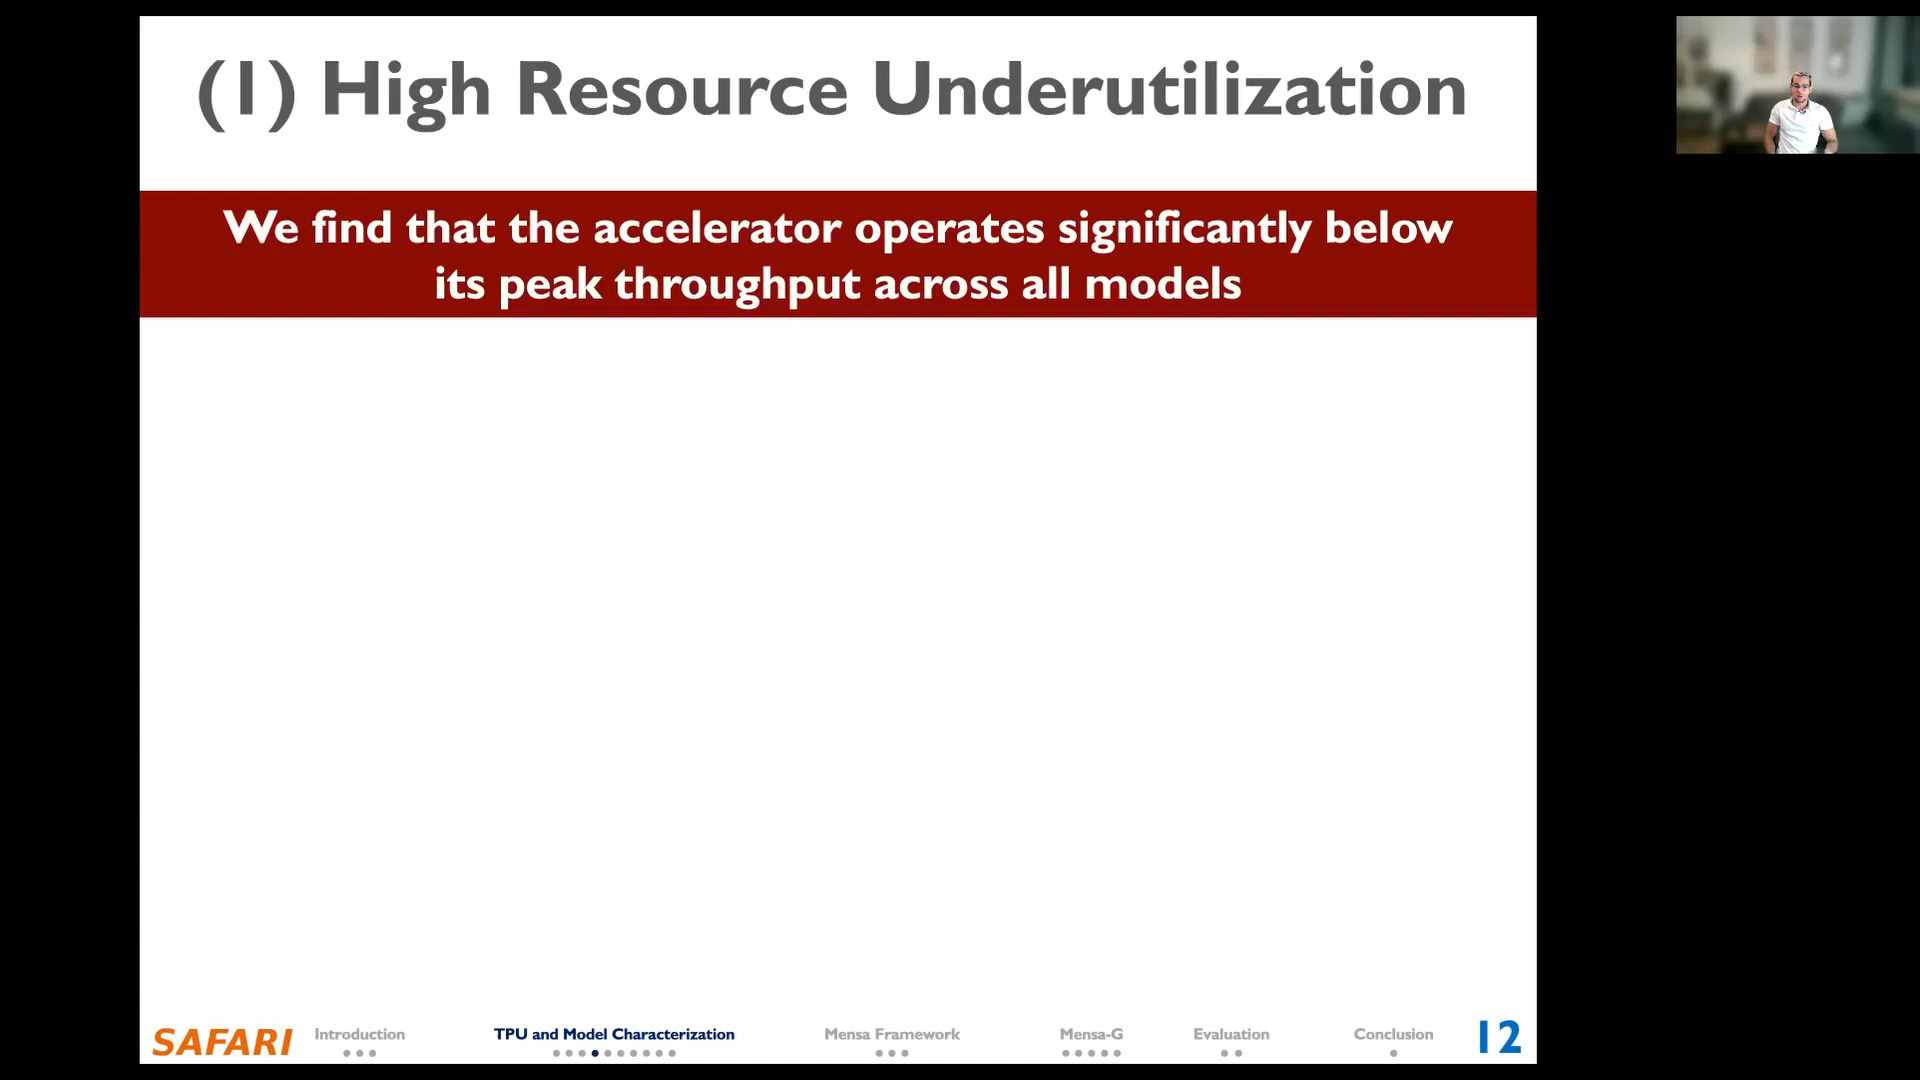 (1) High Resource Underutilization
We find that the accelerator operates significantly below
its peak throughput across all models
SAFARI
Introduction
TPU and Model Characterization
Mensa Framework
Mensa-G
Evaluation
Conclusion
12